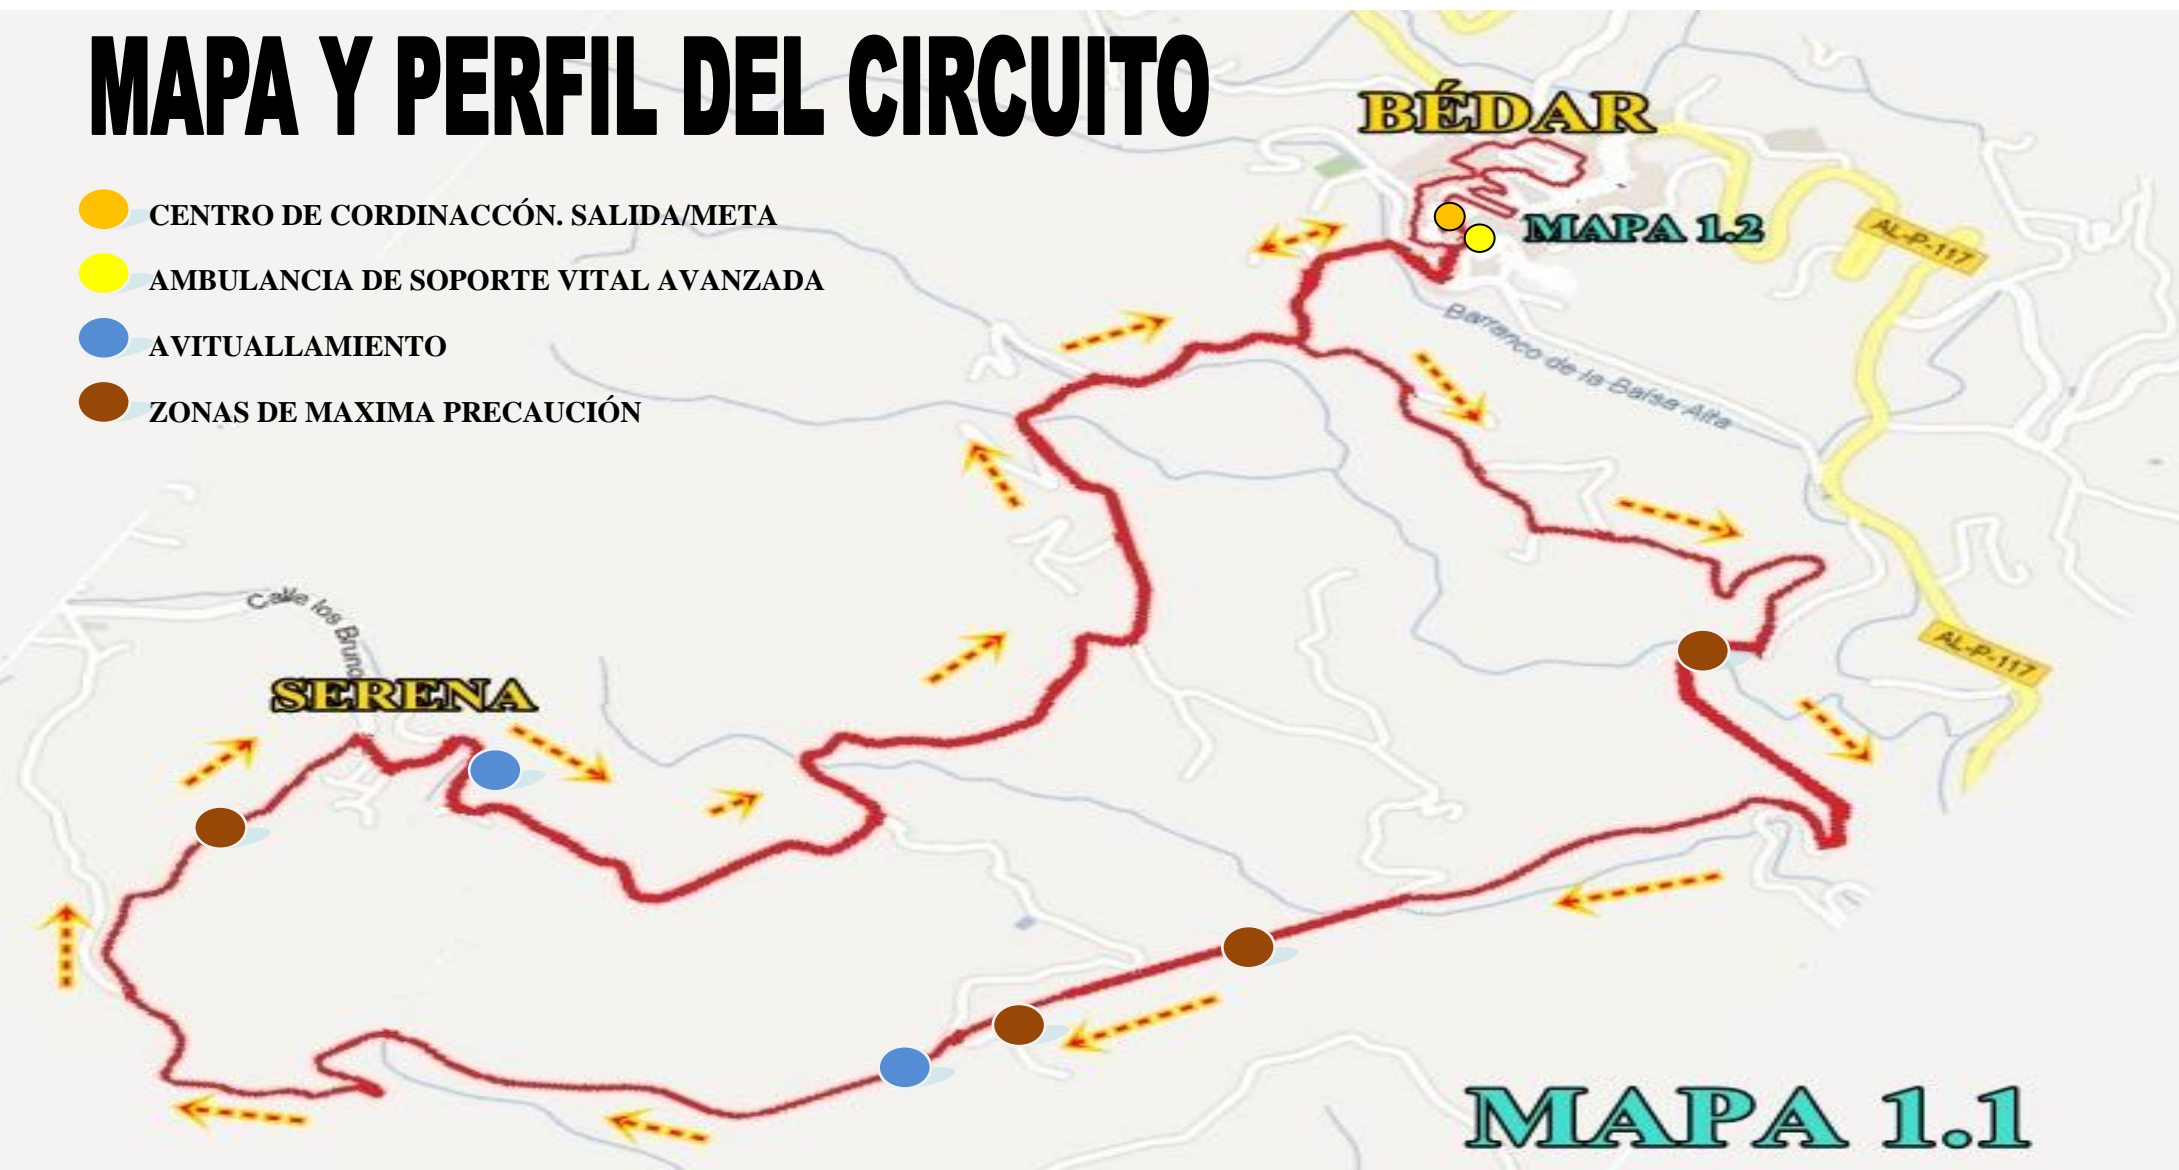 MAPA Y PERFIL DEL CIRCUITO
BÉDAR
CENTRO DE CORDINACCÓN. SALIDA/META
MAPA 1.2
AL-P-117
AMBULANCIA DE SOPORTE VITAL AVANZADA
AVITUALLAMIENTO
Barranco de la Balsa Alta
ZONAS DE MAXIMA PRECAUCIÓN
Calle los Bruno
AL-P-117
SERENA
MAPA 1.1